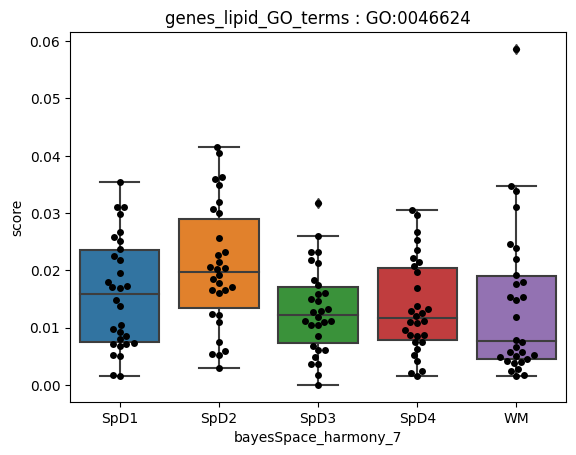 genes_lipid_GO_terms : GO:0046624
0.06
0.05
0.04
0.03
0.02
0.01
0.00
score
SpD1 SpD2 SpD3 SpD4 WM
bayesSpace_harmony_7